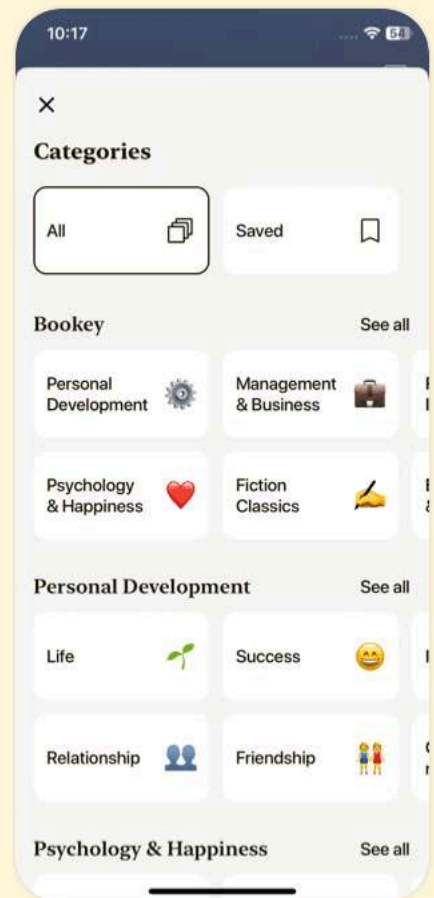 10:17
64
Categories
All
Saved
Bookey
See all
Personal
Development
Management
& Business
Psychology
& Happiness
Fiction
Classics
Personal Development
See all
Life
Success
Relationship
Friendship
Psychology & Happiness
See all